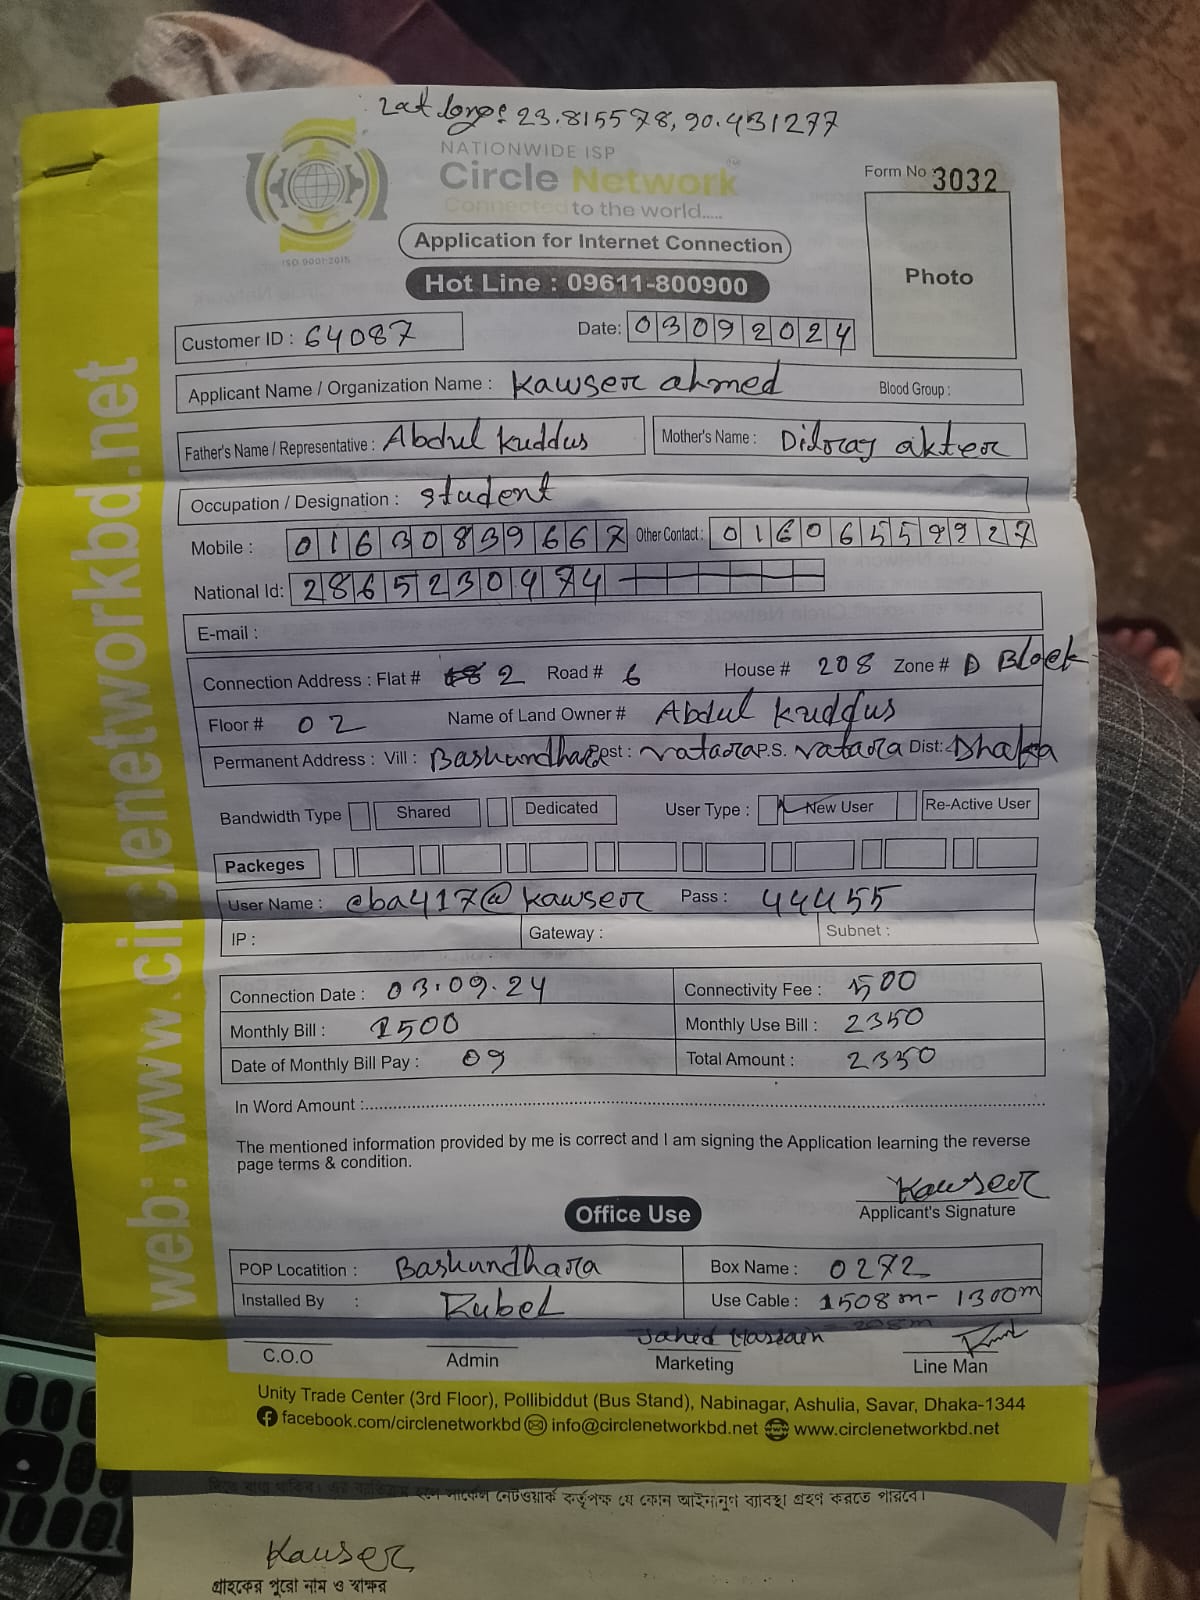 Lat long: 23.815578, 90.431277
NATIONWIDE ISP
Circle Network
Connected to the world.....
ISO 9001:2015
Form No 3032
Application for Internet Connection
Photo
Hot Line : 09611-800900
Customer ID : 64087 Date: 03092024
Applicant Name / Organization Name : Kawser ahmed Blood Group :
Father's Name / Representative : Abdul Kuddus Mother's Name : akter
Occupation / Designation : student
Mobile : 01630839667 Other Contact : 01606559927
National Id: 2865230974
E-mail :
Connection Address : Flat # 2 Road # 6 House # 208 Zone # D Block
Floor # 02 Name of Land Owner # Abdul Kuddus
Permanent Address : Vill : Bashundhara Post : vatara P.S. vatara Dist: Dhaka
Bandwidth Type Shared Dedicated User Type : New User Re-Active User
Packeges
User Name : cba417@kawser Pass : 44455
IP : Gateway : Subnet :
Connection Date : 03.09.24 Connectivity Fee : 1500
Monthly Bill : 1500 Monthly Use Bill : 2350
Date of Monthly Bill Pay : 09 Total Amount : 2350
In Word Amount :
The mentioned information provided by me is correct and I am signing the Application learning the reverse
page terms & condition.
Kawser
Applicant's Signature
Office Use
POP Locatition : Bashundhara Box Name : 0272
Installed By : Rubel Use Cable : 1508m - 1300m
= 208m
Jahid Hassain
C.O.O Admin Marketing Line Man
Unity Trade Center (3rd Floor), Pollibiddut (Bus Stand), Nabinagar, Ashulia, Savar, Dhaka-1344
facebook.com/circlenetworkbd info@circlenetworkbd.net www.circlenetworkbd.net
web: www.circlenetworkbd.net
হলে সার্কেল নেটওয়ার্ক কর্তৃপক্ষ যে কোন আইনানুগ ব্যবস্থা গ্রহণ করতে পারিবে।
Kawser
গ্রাহকের পুরো নাম ও স্বাক্ষর